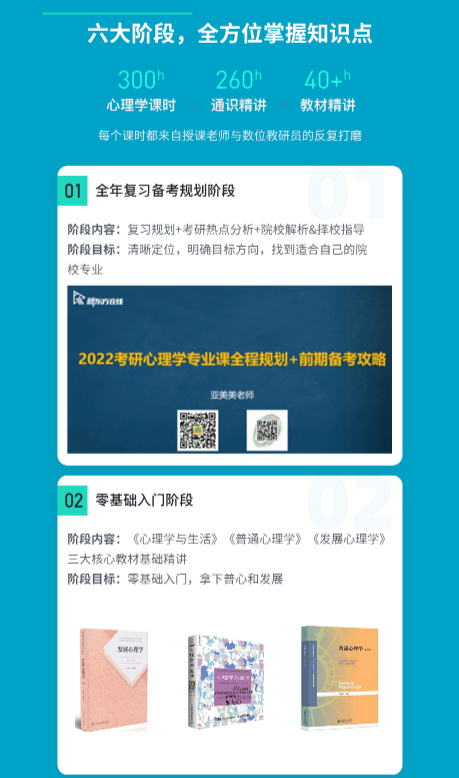 六大阶段，全方位掌握知识点
300h 260h 40+h
心理学课时 通识精讲 教材精讲
每个课时都来自授课老师与数位教研员的反复打磨
01
01 全年复习备考规划阶段
阶段内容：复习规划+考研热点分析+院校解析&择校指导
阶段目标：清晰定位，明确目标方向，找到适合自己的院
校专业
新东方在线
2022考研心理学专业课全程规划+前期备考攻略
亚美美老师
02
02 零基础入门阶段
阶段内容：《心理学与生活》《普通心理学》《发展心理学》
三大核心教材基础精讲
阶段目标：零基础入门，拿下普心和发展
发展心理学
心理学与生活
普通心理学